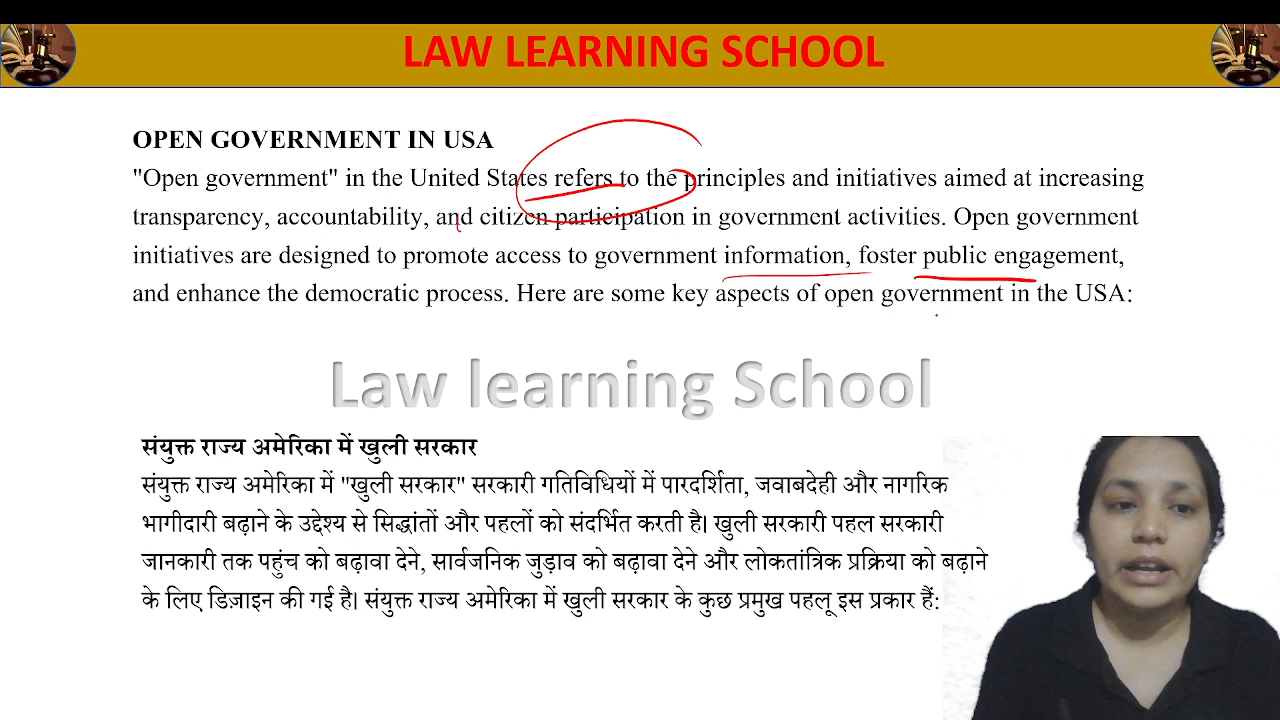 LAW LEARNING SCHOOL
OPEN GOVERNMENT IN USA
"Open government" in the United States refers to the principles and initiatives aimed at increasing
transparency, accountability, and citizen participation in government activities. Open government
initiatives are designed to promote access to government information, foster public engagement,
and enhance the democratic process. Here are some key aspects of open government in the USA:
Law learning School
संयुक्त राज्य अमेरिका में खुली सरकार
संयुक्त राज्य अमेरिका में "खुली सरकार" सरकारी गतिविधियों में पारदर्शिता, जवाबदेही और नागरिक
भागीदारी बढ़ाने के उद्देश्य से सिद्धांतों और पहलों को संदर्भित करती है। खुली सरकारी पहल सरकारी
जानकारी तक पहुंच को बढ़ावा देने, सार्वजनिक जुड़ाव को बढ़ावा देने और लोकतांत्रिक प्रक्रिया को बढ़ाने
के लिए डिज़ाइन की गई है। संयुक्त राज्य अमेरिका में खुली सरकार के कुछ प्रमुख पहलू इस प्रकार हैं: